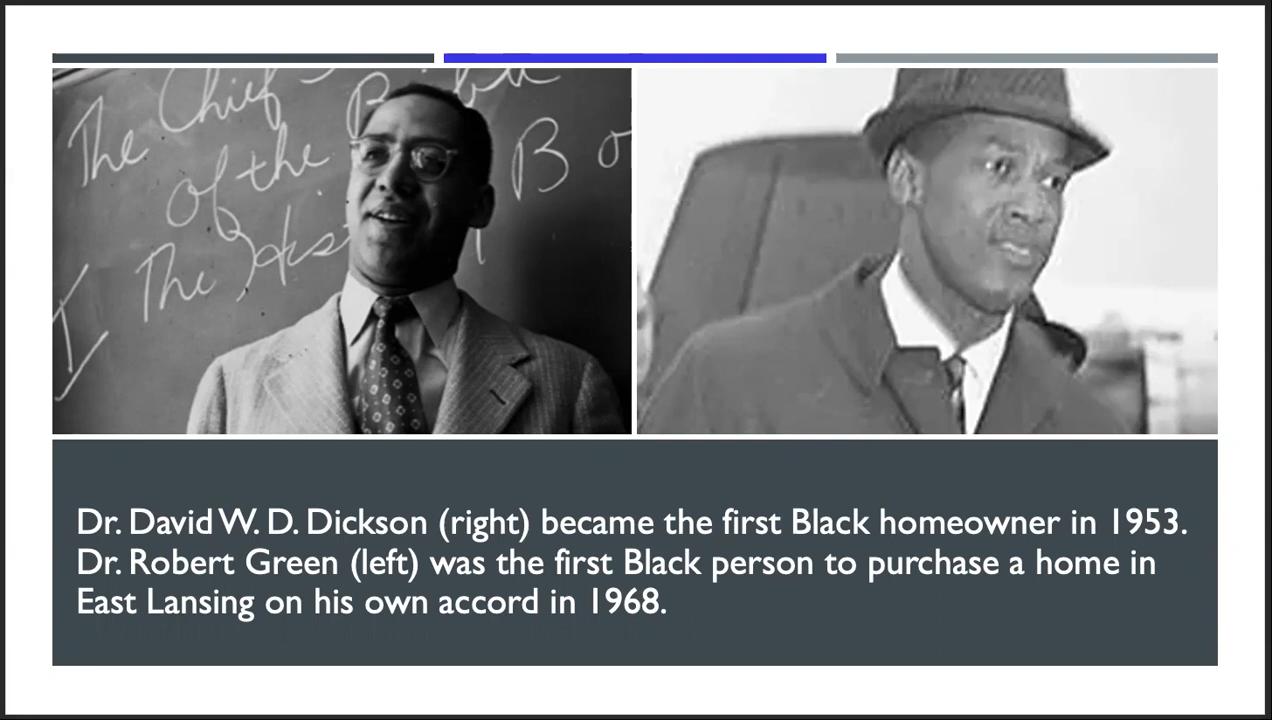 The Chief
of the
B o
I The
Dr. David W. D. Dickson (right) became the first Black homeowner in 1953.
Dr. Robert Green (left) was the first Black person to purchase a home in
East Lansing on his own accord in 1968.